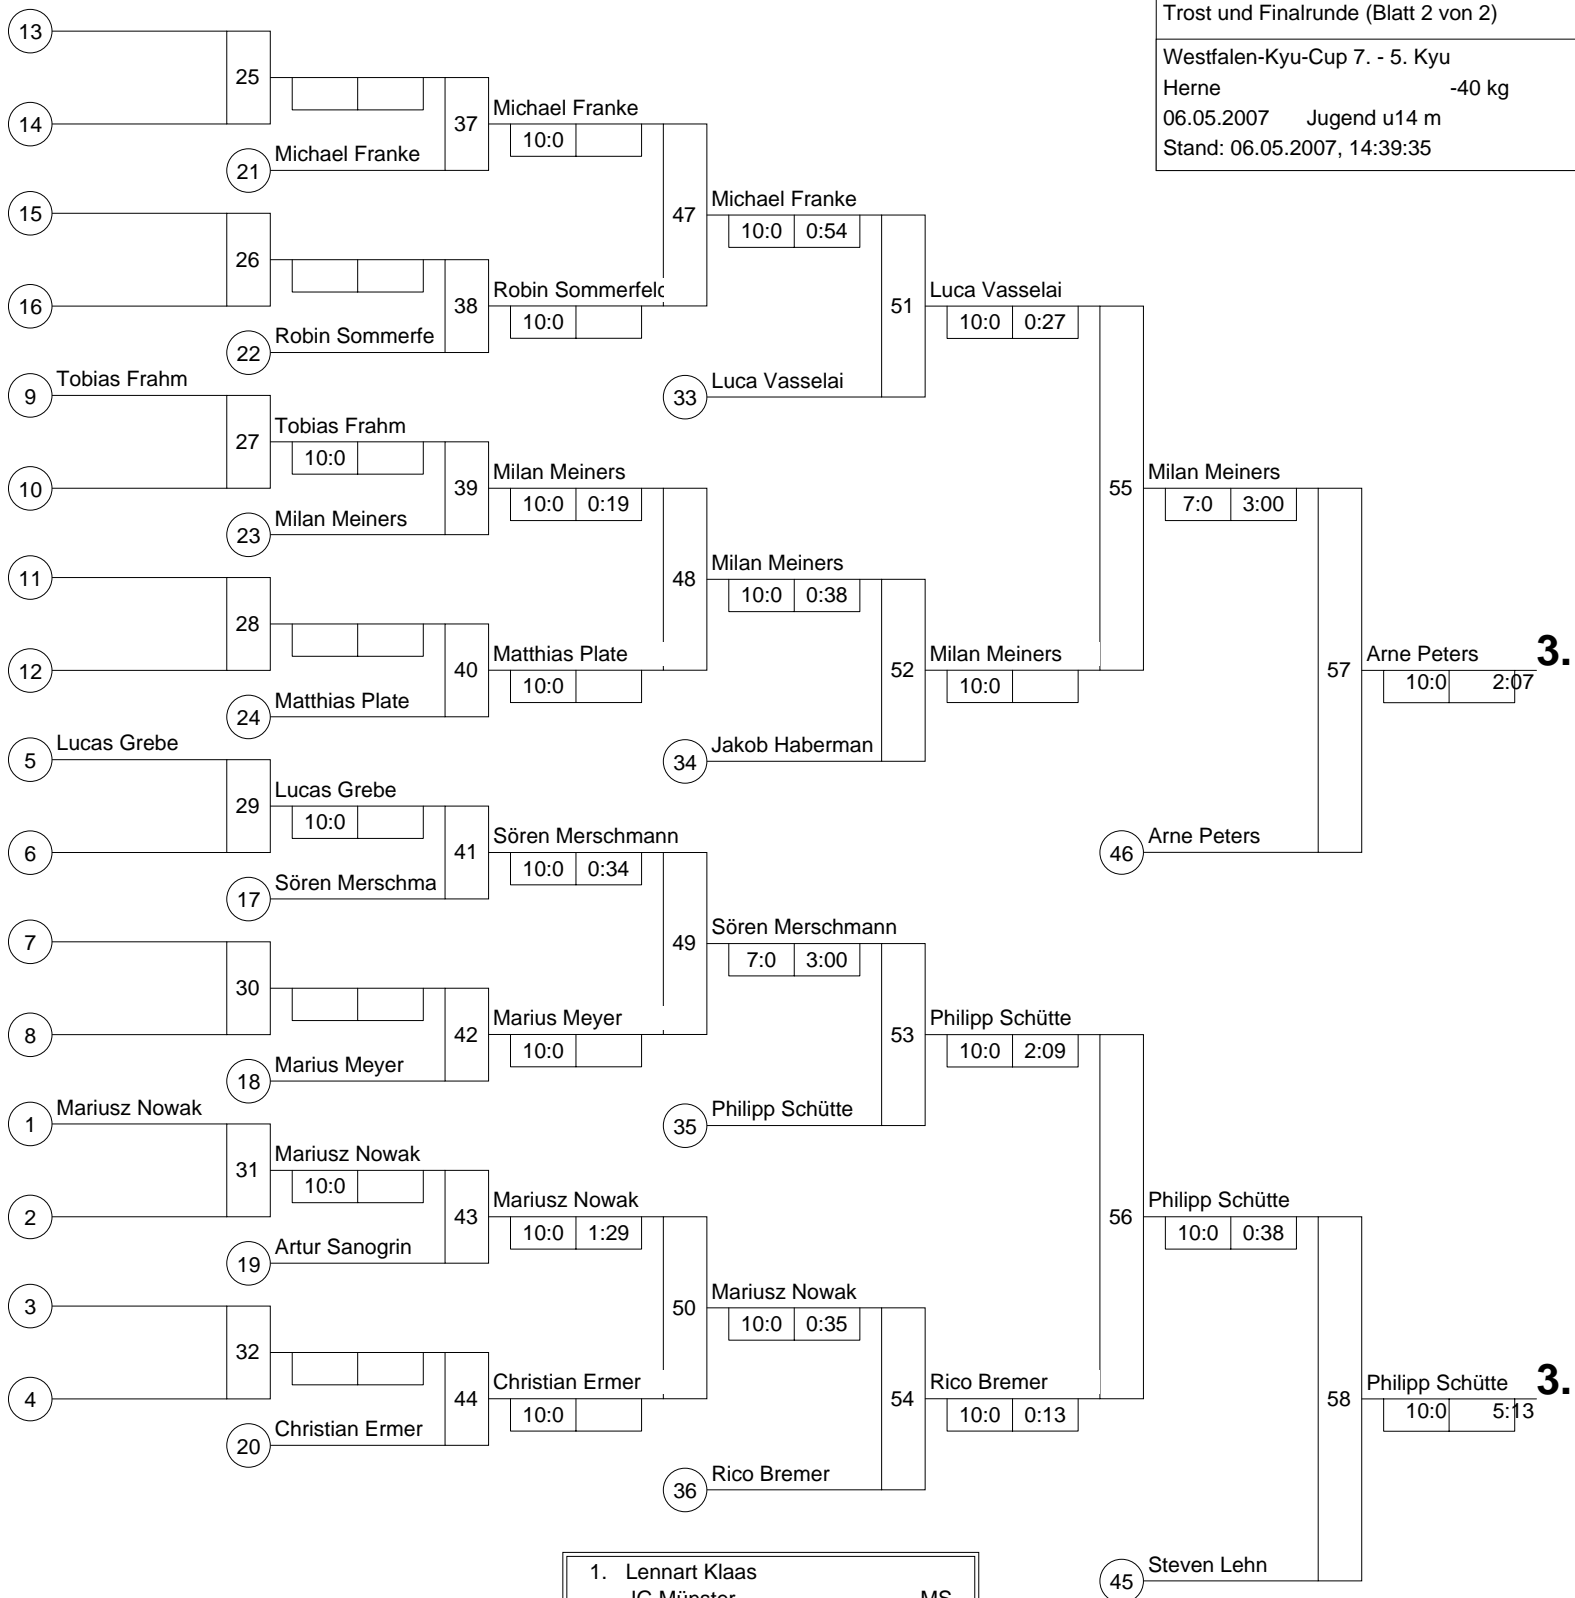 Trost und Finalrunde (Blatt 2 von 2)
Westfalen-Kyu-Cup 7. - 5. Kyu
Herne -40 kg
06.05.2007 Jugend u14 m
Stand: 06.05.2007, 14:39:35
13
25
14
37
Michael Franke
10:0
21
Michael Franke
15
47
Michael Franke
10:0 0:54
26
16
38
Robin Sommerfeld
10:0
22
Robin Sommerfe
51
Luca Vasselai
10:0 0:27
33
Luca Vasselai
9
Tobias Frahm
27
Tobias Frahm
10:0
10
39
Milan Meiners
10:0 0:19
23
Milan Meiners
55
Milan Meiners
7:0 3:00
11
48
Milan Meiners
10:0 0:38
28
12
40
Matthias Plate
10:0
24
Matthias Plate
52
Milan Meiners
10:0
34
Jakob Haberman
57
Arne Peters
3.
10:0 2:07
46
Arne Peters
5
Lucas Grebe
29
Lucas Grebe
10:0
6
41
Sören Merschmann
10:0 0:34
17
Sören Merschma
7
49
Sören Merschmann
7:0 3:00
30
8
42
Marius Meyer
10:0
18
Marius Meyer
53
Philipp Schütte
10:0 2:09
35
Philipp Schütte
1
Mariusz Nowak
31
Mariusz Nowak
10:0
2
43
Mariusz Nowak
10:0 1:29
19
Artur Sanogrin
56
Philipp Schütte
10:0 0:38
3
50
Mariusz Nowak
10:0 0:35
32
4
44
Christian Ermer
10:0
20
Christian Ermer
54
Rico Bremer
10:0 0:13
36
Rico Bremer
58
Philipp Schütte
3.
10:0 5:13
45
Steven Lehn
1. Lennart Klaas
JC Münster MS